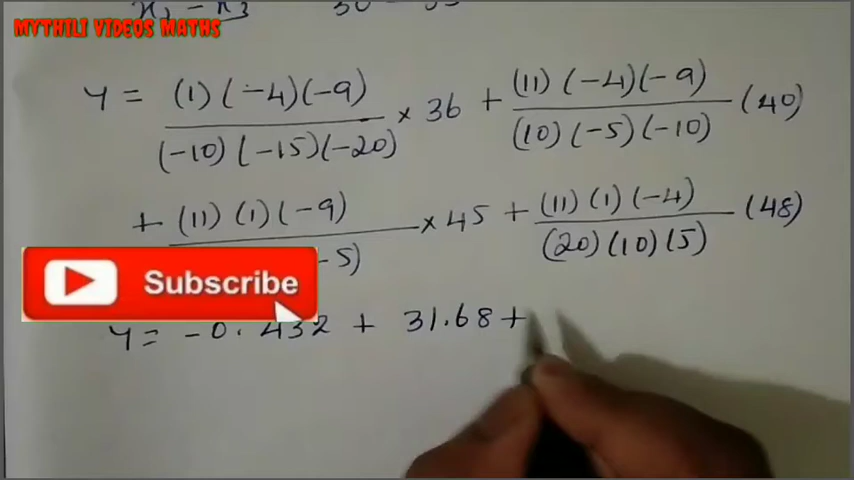 MYTHILI VIDEOS MATHS
y = (1)(-4)(-9) / (-10)(-15)(-20) × 36 + (11)(-4)(-9) / (10)(-5)(-10) (40)
+ (11)(1)(-9) / -5) × 45 + (11)(1)(-4) / (20)(10)(5) (48)
Subscribe
y = -0.432 + 31.68 +